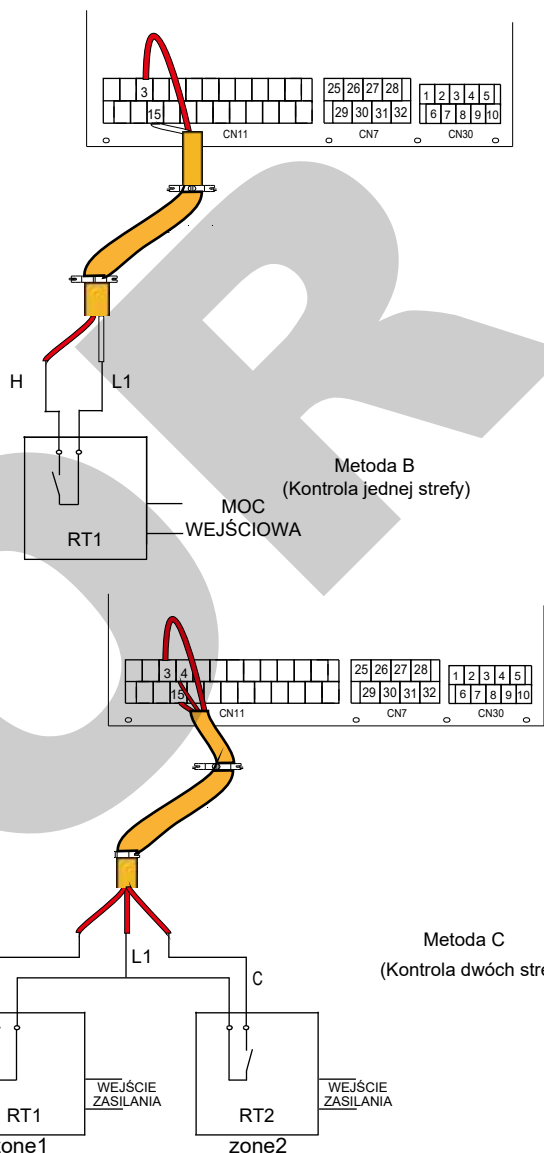 3
25 26 27 28
1 2 3 4 5
15
29 30 31 32
6 7 8 9 10
CN11
CN7
CN30
H
L1
Metoda B
(Kontrola jednej strefy)
MOC
WEJŚCIOWA
RT1
3 4
25 26 27 28
1 2 3 4 5
15
29 30 31 32
6 7 8 9 10
CN11
CN7
CN30
L1
Metoda C
(Kontrola dwóch
C
WEJŚCIE
ZASILANIA
WEJŚCIE
ZASILANIA
RT1
RT2
zone2